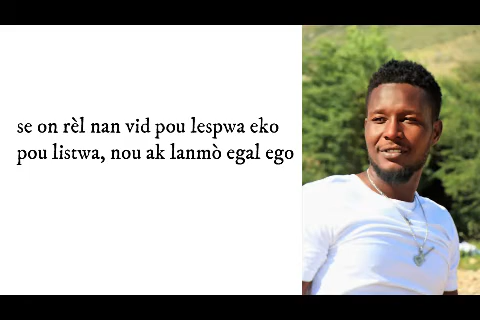 se on rèl nan vid pou lespwa eko
pou listwa, nou ak lanmò egal ego